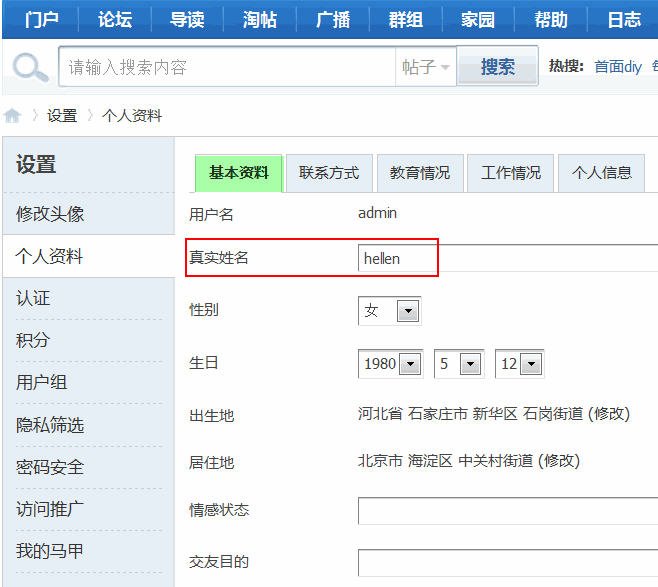 门户 论坛 导读 淘帖 广播 群组 家园 帮助 日志
请输入搜索内容 帖子 搜索 热搜: 首面diy
设置 个人资料
设置
修改头像
个人资料
认证
积分
用户组
隐私筛选
密码安全
访问推广
我的马甲
基本资料 联系方式 教育情况 工作情况 个人信息
用户名 admin
真实姓名 hellen
性别 女
生日 1980 5 12
出生地 河北省 石家庄市 新华区 石岗街道 (修改)
居住地 北京市 海淀区 中关村街道 (修改)
情感状态
交友目的